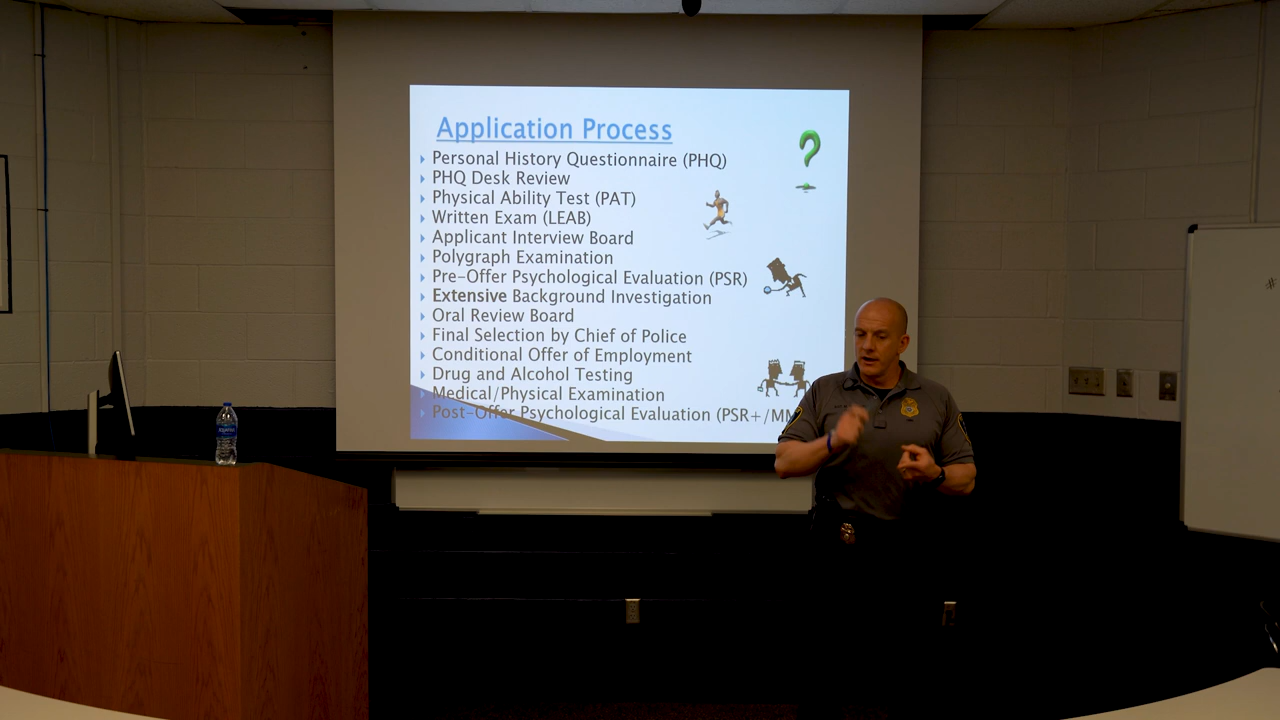 Application Process
Personal History Questionnaire (PHQ)
PHQ Desk Review
Physical Ability Test (PAT)
Written Exam (LEAB)
Applicant Interview Board
Polygraph Examination
Pre-Offer Psychological Evaluation (PSR)
Extensive Background Investigation
Oral Review Board
Final Selection by Chief of Police
Conditional Offer of Employment
Drug and Alcohol Testing
Medical/Physical Examination
Post-Offer Psychological Evaluation (PSR+/MM